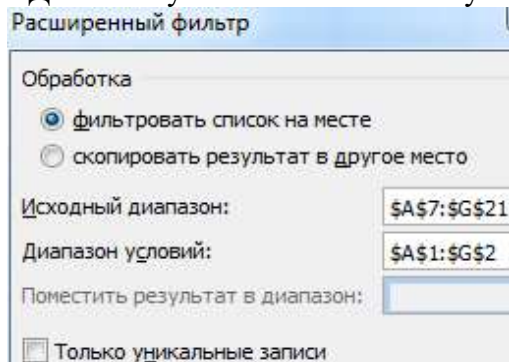 Расширенный фильтр
Обработка
фильтровать список на месте
скопировать результат в другое место
Исходный диапазон: $A$7:$G$21
Диапазон условий: $A$1:$G$2
Поместить результат в диапазон:
Только уникальные записи